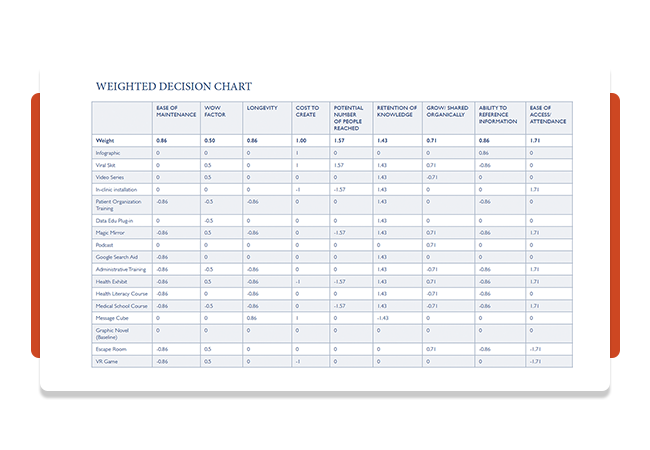 WEIGHTED DECISION CHART
EASE OF MAINTENANCE WOW FACTOR LONGEVITY COST TO CREATE POTENTIAL NUMBER OF PEOPLE REACHED RETENTION OF KNOWLEDGE GROW/ SHARED ORGANICALLY ABILITY TO REFERENCE INFORMATION EASE OF ACCESS/ ATTENDANCE
Weight 0.86 0.50 0.86 1.00 1.57 1.43 0.71 0.86 1.71
Infographic 0 0 0 1 0 0 0 0.86 0
Viral Skit 0 0.5 0 1 1.57 1.43 0.71 -0.86 0
Video Series 0 0.5 0 0 0 1.43 -0.71 0 0
In-clinic installation 0 0 0 -1 -1.57 1.43 0 0 1.71
Patient Organization Training -0.86 -0.5 -0.86 0 0 1.43 0 -0.86 0
Data Edu Plug-in 0 -0.5 0 0 0 1.43 0 0 0
Magic Mirror -0.86 0.5 -0.86 0 -1.57 1.43 0.71 -0.86 1.71
Podcast 0 0 0 0 0 0 0.71 0 0
Google Search Aid 0 0 0 0 0 1.43 0 0 0
Administrative Training -0.86 -0.5 -0.86 0 0 1.43 -0.71 -0.86 1.71
Health Exhibit -0.86 0.5 -0.86 -1 -1.57 1.43 0.71 -0.86 1.71
Health Literacy Course -0.86 0 -0.86 0 0 1.43 -0.71 -0.86 0
Medical School Course -0.86 -0.5 -0.86 0 -1.57 1.43 -0.71 -0.86 1.71
Message Cube 0 0 0.86 1 0 -1.43 0 0 0
Graphic Novel (Baseline) 0 0 0 0 0 0 0 0 0
Escape Room -0.86 0.5 0 0 0 0 0.71 -0.86 -1.71
VR Game -0.86 0.5 0 -1 0 0 0 0 -1.71